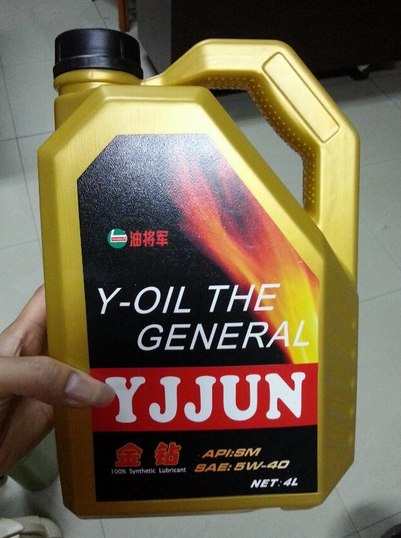 油将军
Y-OIL THE
GENERAL
YJJUN
金钻
100% Synthetic Lubricant
API:SM
SAE: 5W-40
NET: 4L